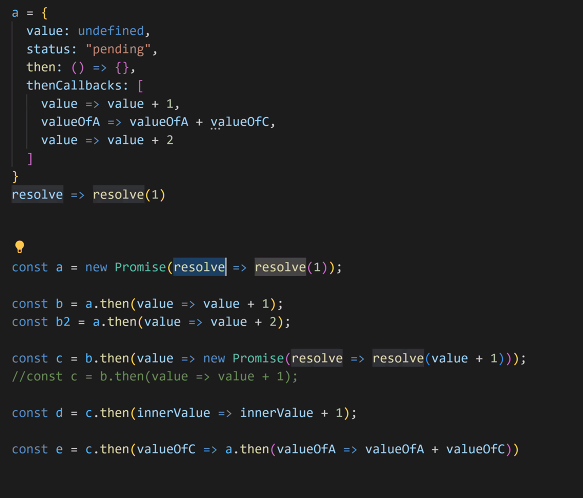 a = {
value: undefined,
status: "pending",
then: () => {},
thenCallbacks: [
value => value + 1,
valueOfA => valueOfA + valueOfC,
value => value + 2
]
}
resolve => resolve(1)
const a = new Promise(resolve => resolve(1));
const b = a.then(value => value + 1);
const b2 = a.then(value => value + 2);
const c = b.then(value => new Promise(resolve => resolve(value + 1)));
//const c = b.then(value => value + 1);
const d = c.then(innerValue => innerValue + 1);
const e = c.then(valueOfC => a.then(valueOfA => valueOfA + valueOfC))